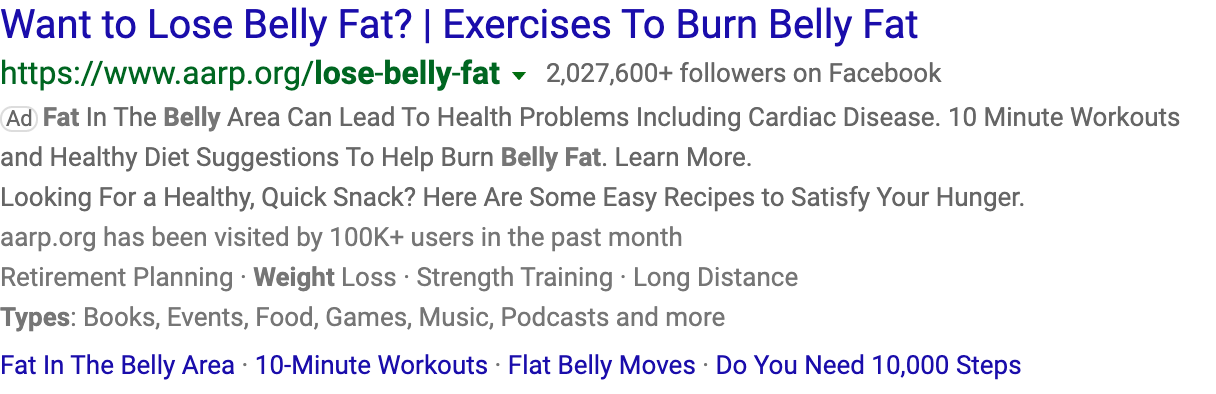 Want to Lose Belly Fat? | Exercises To Burn Belly Fat
https://www.aarp.org/lose-belly-fat 2,027,600+ followers on Facebook
Ad Fat In The Belly Area Can Lead To Health Problems Including Cardiac Disease. 10 Minute Workouts
and Healthy Diet Suggestions To Help Burn Belly Fat. Learn More.
Looking For a Healthy, Quick Snack? Here Are Some Easy Recipes to Satisfy Your Hunger.
aarp.org has been visited by 100K+ users in the past month
Retirement Planning · Weight Loss · Strength Training · Long Distance
Types: Books, Events, Food, Games, Music, Podcasts and more
Fat In The Belly Area · 10-Minute Workouts · Flat Belly Moves · Do You Need 10,000 Steps